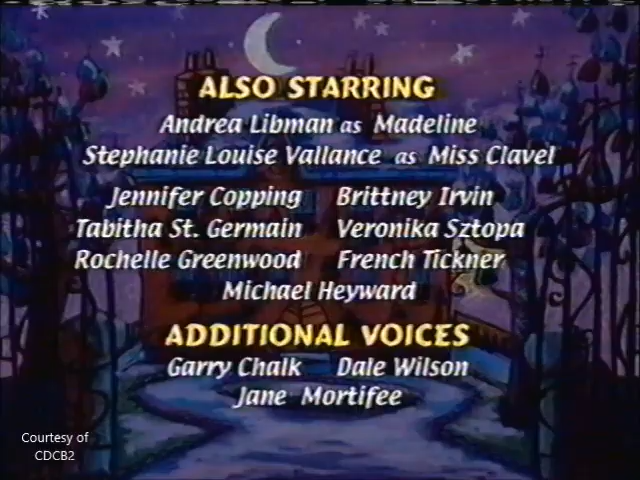 ALSO STARRING
Andrea Libman as Madeline
Stephanie Louise Vallance as Miss Clavel
Jennifer Copping Brittney Irvin
Tabitha St. Germain Veronika Sztopa
Rochelle Greenwood French Tickner
Michael Heyward
ADDITIONAL VOICES
Garry Chalk Dale Wilson
Jane Mortifee
Courtesy of
CDCB2